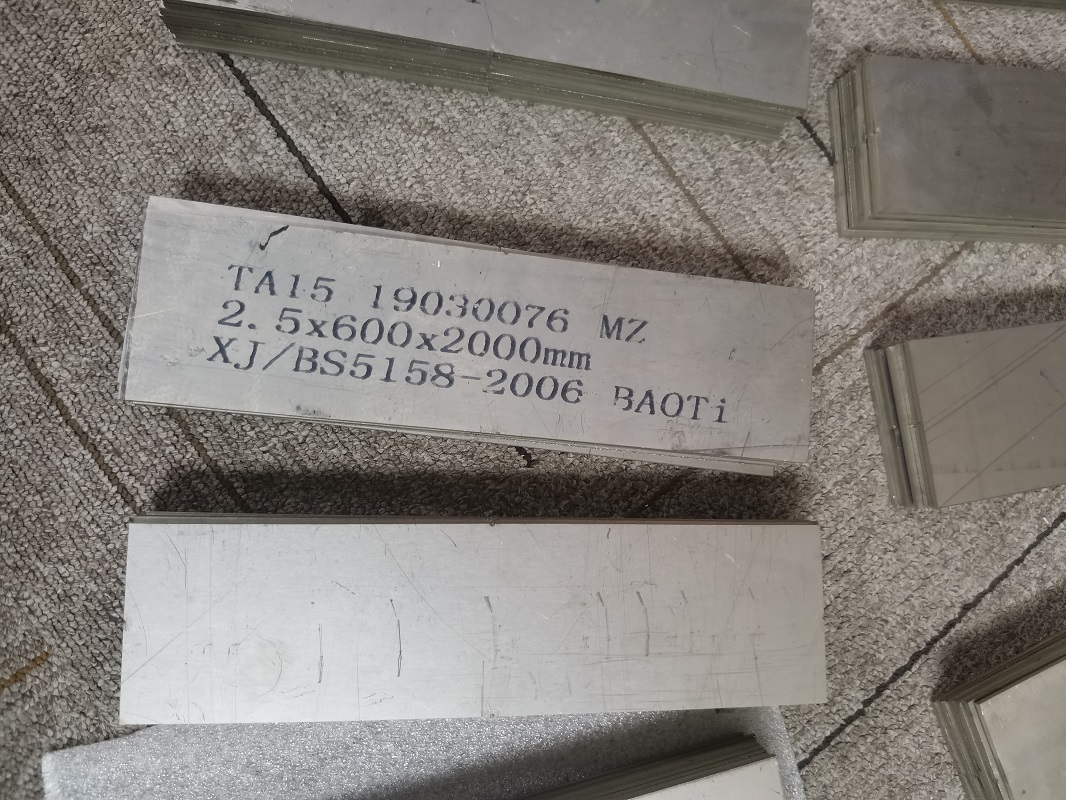 TA15 19030076 MZ
2.5x600x2000mm
XJ/BS5158-2006 BAOTi